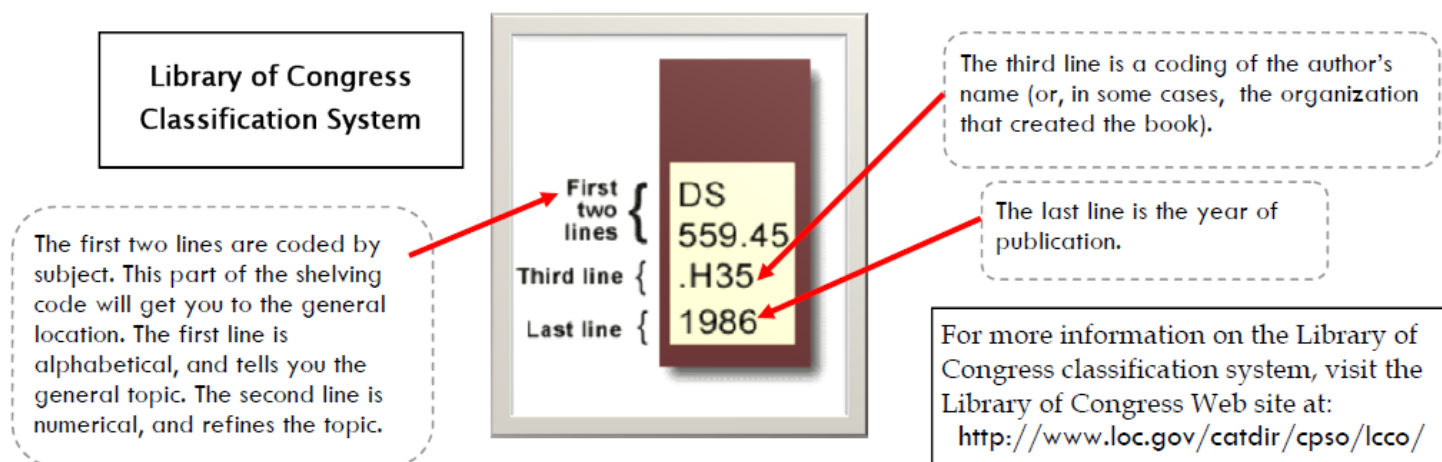 Library of Congress
Classification System
The first two lines are coded by
subject. This part of the shelving
code will get you to the general
location. The first line is
alphabetical, and tells you the
general topic. The second line is
numerical, and refines the topic.
First
two
lines
{
Third line {
Last line {
DS
559.45
.H35
1986
The third line is a coding of the author’s
name (or, in some cases, the organization
that created the book).
The last line is the year of
publication.
For more information on the Library of
Congress classification system, visit the
Library of Congress Web site at:
http://www.loc.gov/catdir/cpso/lcco/